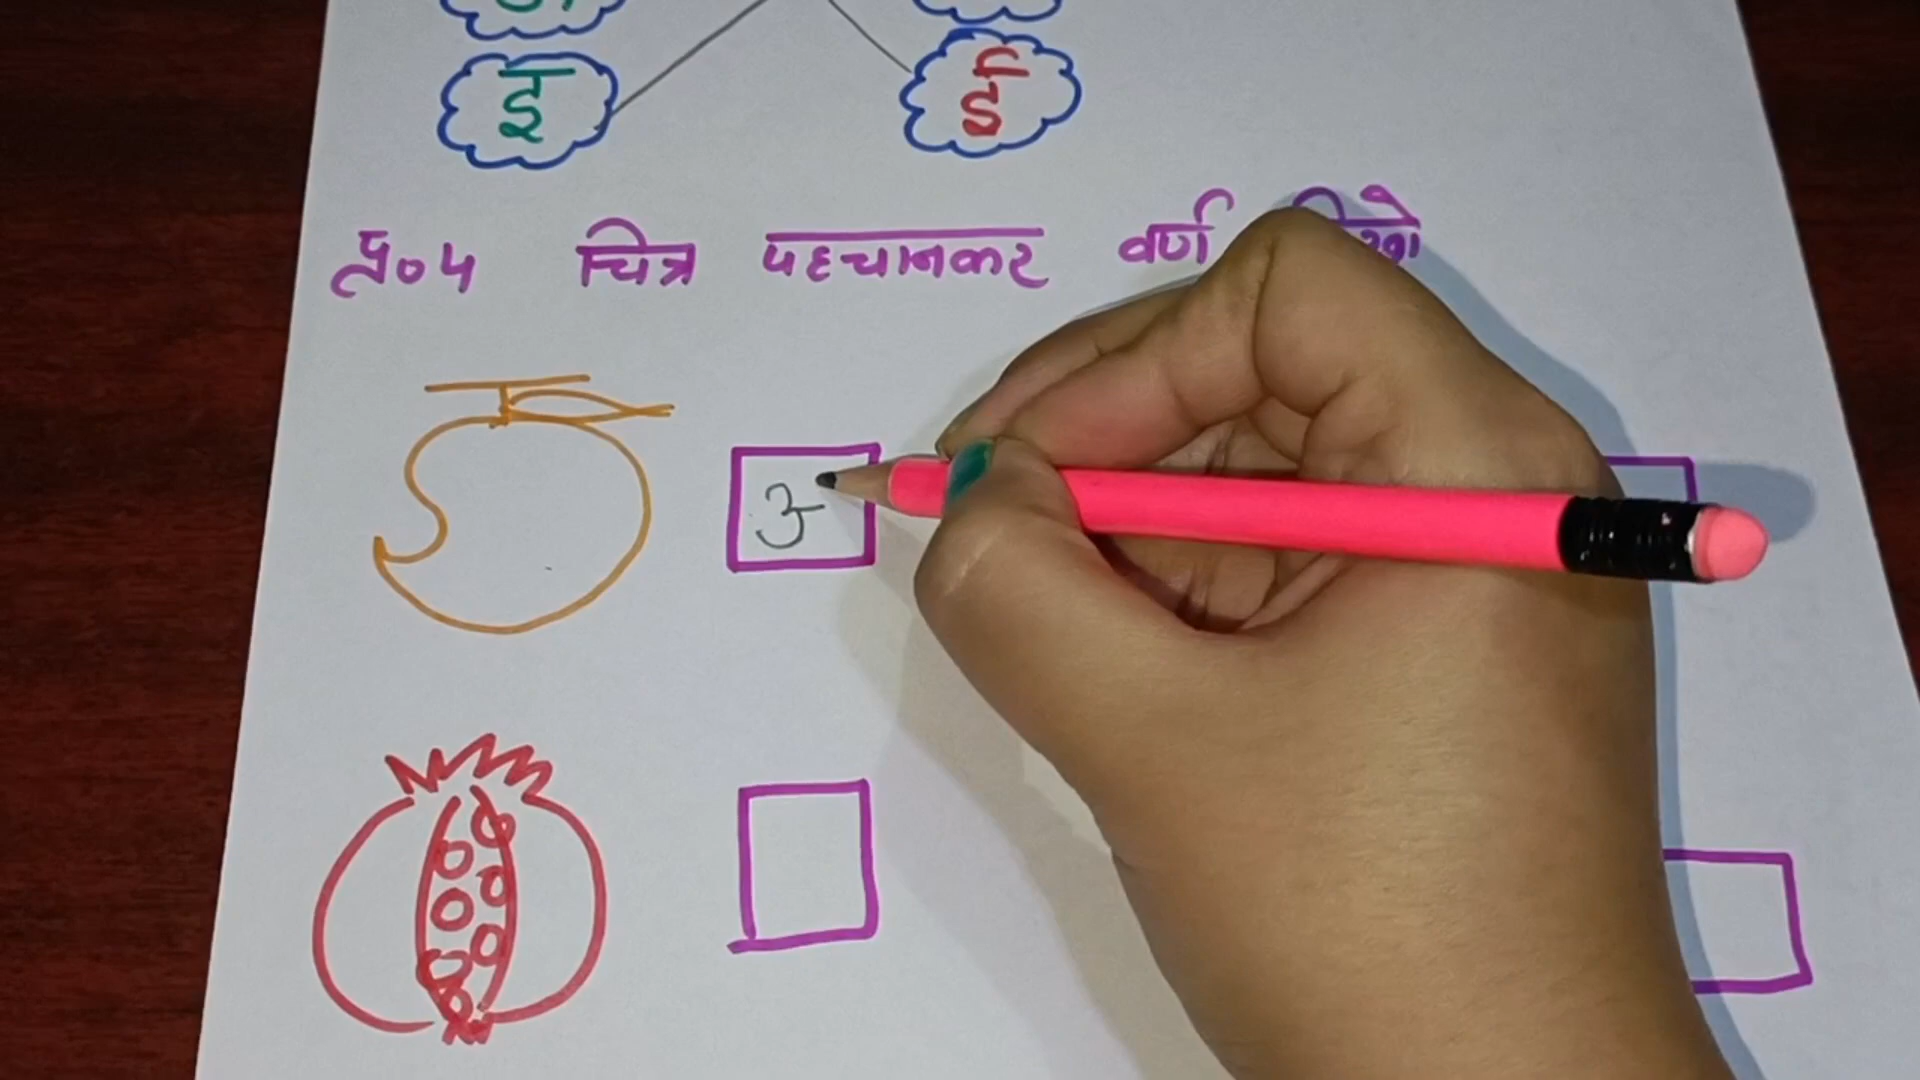 इ ई
प्र०५ चित्र पहचानकर वर्ण
उ